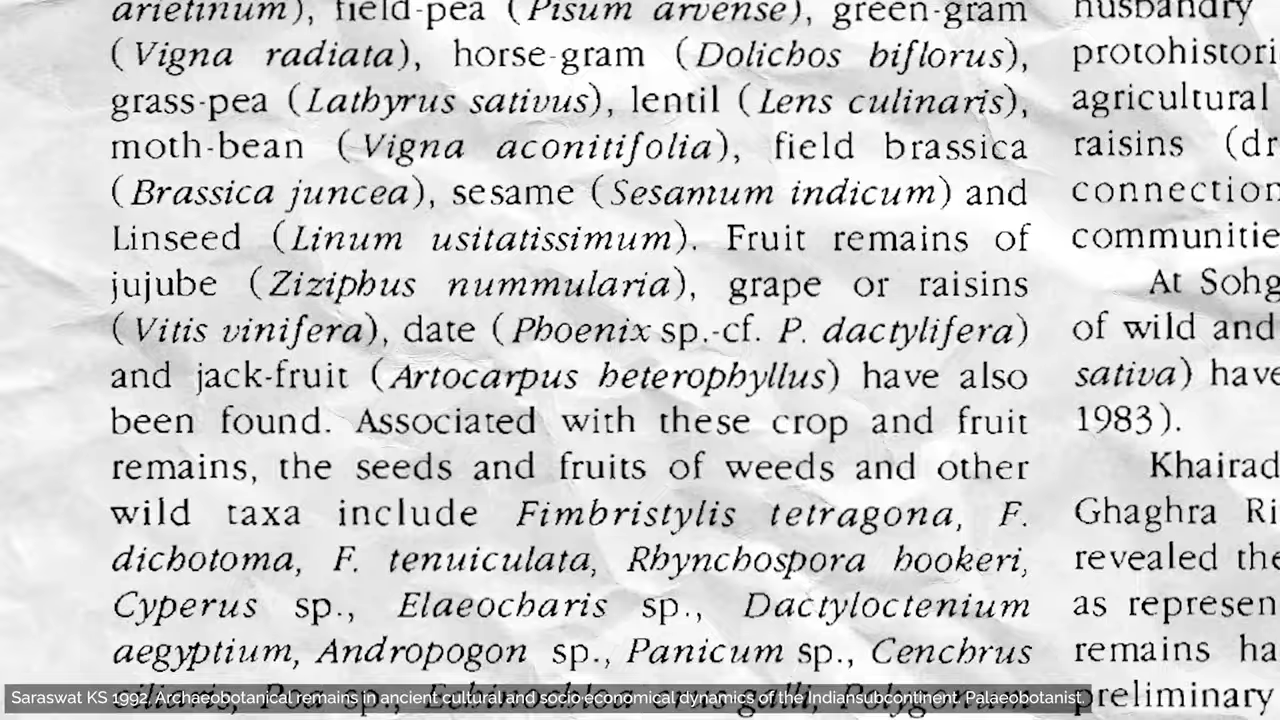 arietinum), field-pea (Pisum arvense), green-gram
(Vigna radiata), horse-gram (Dolichos biflorus),
grass-pea (Lathyrus sativus), lentil (Lens culinaris),
moth-bean (Vigna aconitifolia), field brassica
(Brassica juncea), sesame (Sesamum indicum) and
Linseed (Linum usitatissimum). Fruit remains of
jujube (Ziziphus nummularia), grape or raisins
(Vitis vinifera), date (Phoenix sp.-cf. P. dactylifera)
and jack-fruit (Artocarpus heterophyllus) have also
been found. Associated with these crop and fruit
remains, the seeds and fruits of weeds and other
wild taxa include Fimbristylis tetragona, F.
dichotoma, F. tenuiculata, Rhynchospora hookeri,
Cyperus sp., Elaeocharis sp., Dactyloctenium
aegyptium, Andropogon sp., Panicum sp., Cenchrus
husbandry
protohistori
agricultural
raisins (dr
connection
communitie
At Sohg
of wild and
sativa) have
1983).
Khairad
Ghaghra Ri
revealed the
as represen
remains ha
preliminary
Saraswat KS 1992, Archaeobotanical remains in ancient cultural and socio economical dynamics of the Indiansubcontinent. Palaeobotanist.